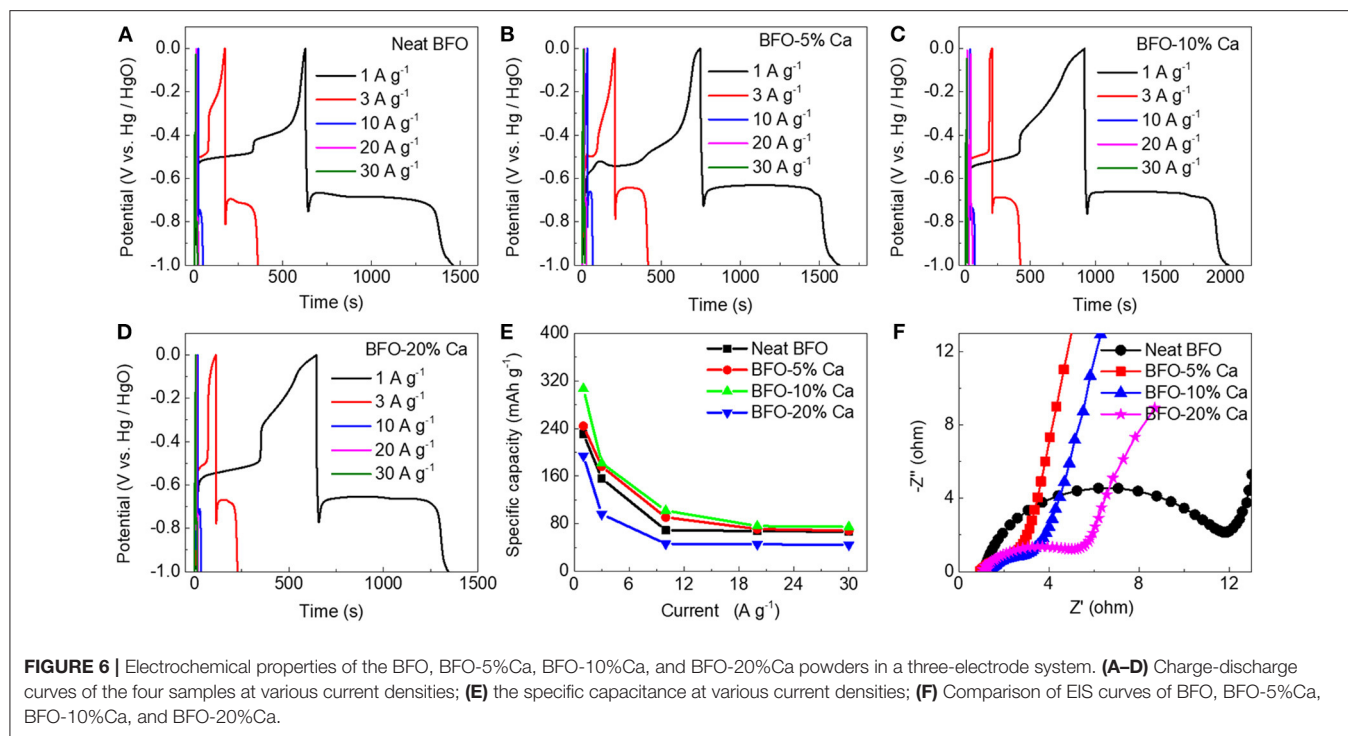 A
Neat BFO
0.0
-0.2
-0.4
-0.6
-0.8
-1.0
Potential (V vs. Hg / HgO)
1 A g⁻¹
3 A g⁻¹
10 A g⁻¹
20 A g⁻¹
30 A g⁻¹
0 500 1000 1500
Time (s)
B
BFO-5% Ca
0.0
-0.2
-0.4
-0.6
-0.8
-1.0
Potential (V vs. Hg / HgO)
1 A g⁻¹
3 A g⁻¹
10 A g⁻¹
20 A g⁻¹
30 A g⁻¹
0 500 1000 1500
Time (s)
C
BFO-10% Ca
0.0
-0.2
-0.4
-0.6
-0.8
-1.0
Potential (V vs. Hg / HgO)
1 A g⁻¹
3 A g⁻¹
10 A g⁻¹
20 A g⁻¹
30 A g⁻¹
0 500 1000 1500 2000
Time (s)
D
BFO-20% Ca
0.0
-0.2
-0.4
-0.6
-0.8
-1.0
Potential (V vs. Hg / HgO)
1 A g⁻¹
3 A g⁻¹
10 A g⁻¹
20 A g⁻¹
30 A g⁻¹
0 500 1000 1500
Time (s)
E
400
320
240
160
80
0
Specific capacity (mAh g⁻¹)
Neat BFO
BFO-5% Ca
BFO-10% Ca
BFO-20% Ca
0 6 12 18 24 30
Current (A g⁻¹)
F
12
8
4
0
-Z'' (ohm)
Neat BFO
BFO-5% Ca
BFO-10% Ca
BFO-20% Ca
4 8 12
Z' (ohm)
FIGURE 6 | Electrochemical properties of the BFO, BFO-5%Ca, BFO-10%Ca, and BFO-20%Ca powders in a three-electrode system. (A–D) Charge-discharge
curves of the four samples at various current densities; (E) the specific capacitance at various current densities; (F) Comparison of EIS curves of BFO, BFO-5%Ca,
BFO-10%Ca, and BFO-20%Ca.